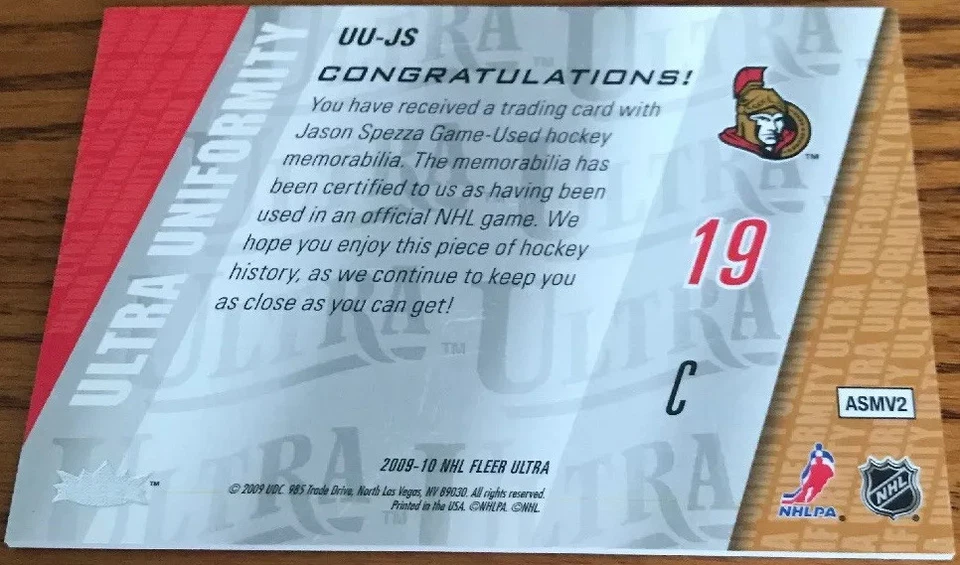 UU-JS
CONGRATULATIONS!
You have received a trading card with
Jason Spezza Game-Used hockey
memorabilia. The memorabilia has
been certified to us as having been
used in an official NHL game. We
hope you enjoy this piece of hockey
history, as we continue to keep you
as close as you can get!
ULTRA UNIFORMITY
19
C
ASMV2
2009-10 NHL FLEER ULTRA
© 2009 UDC. 985 Trade Drive, North Las Vegas, NV 89030. All rights reserved.
Printed in the USA. ©NHLPA. ©NHL.
NHLPA.
NHL
ULTRA
TM